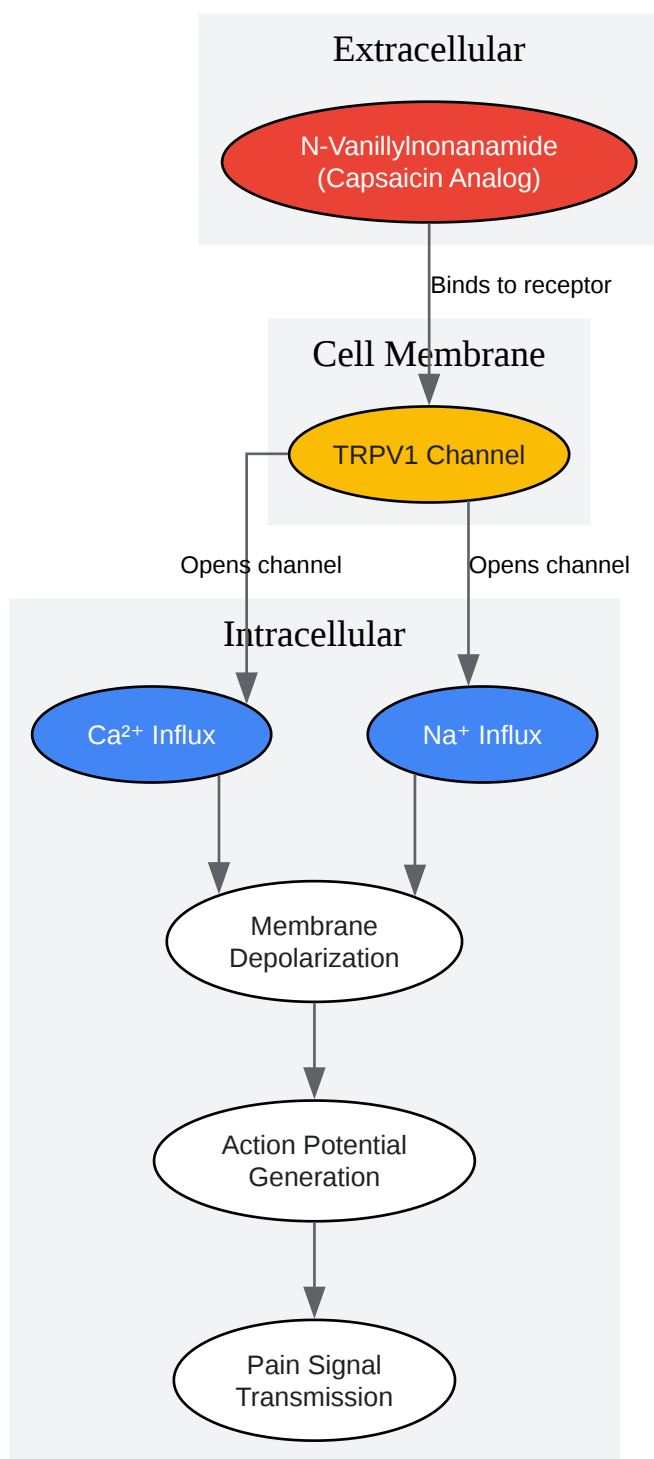 Extracellular
N-Vanillylnonanamide
(Capsaicin Analog)
Binds to receptor
Cell Membrane
TRPV1 Channel
Opens channel
Opens channel
Intracellular
Ca²⁺ Influx
Na⁺ Influx
Membrane
Depolarization
Action Potential
Generation
Pain Signal
Transmission